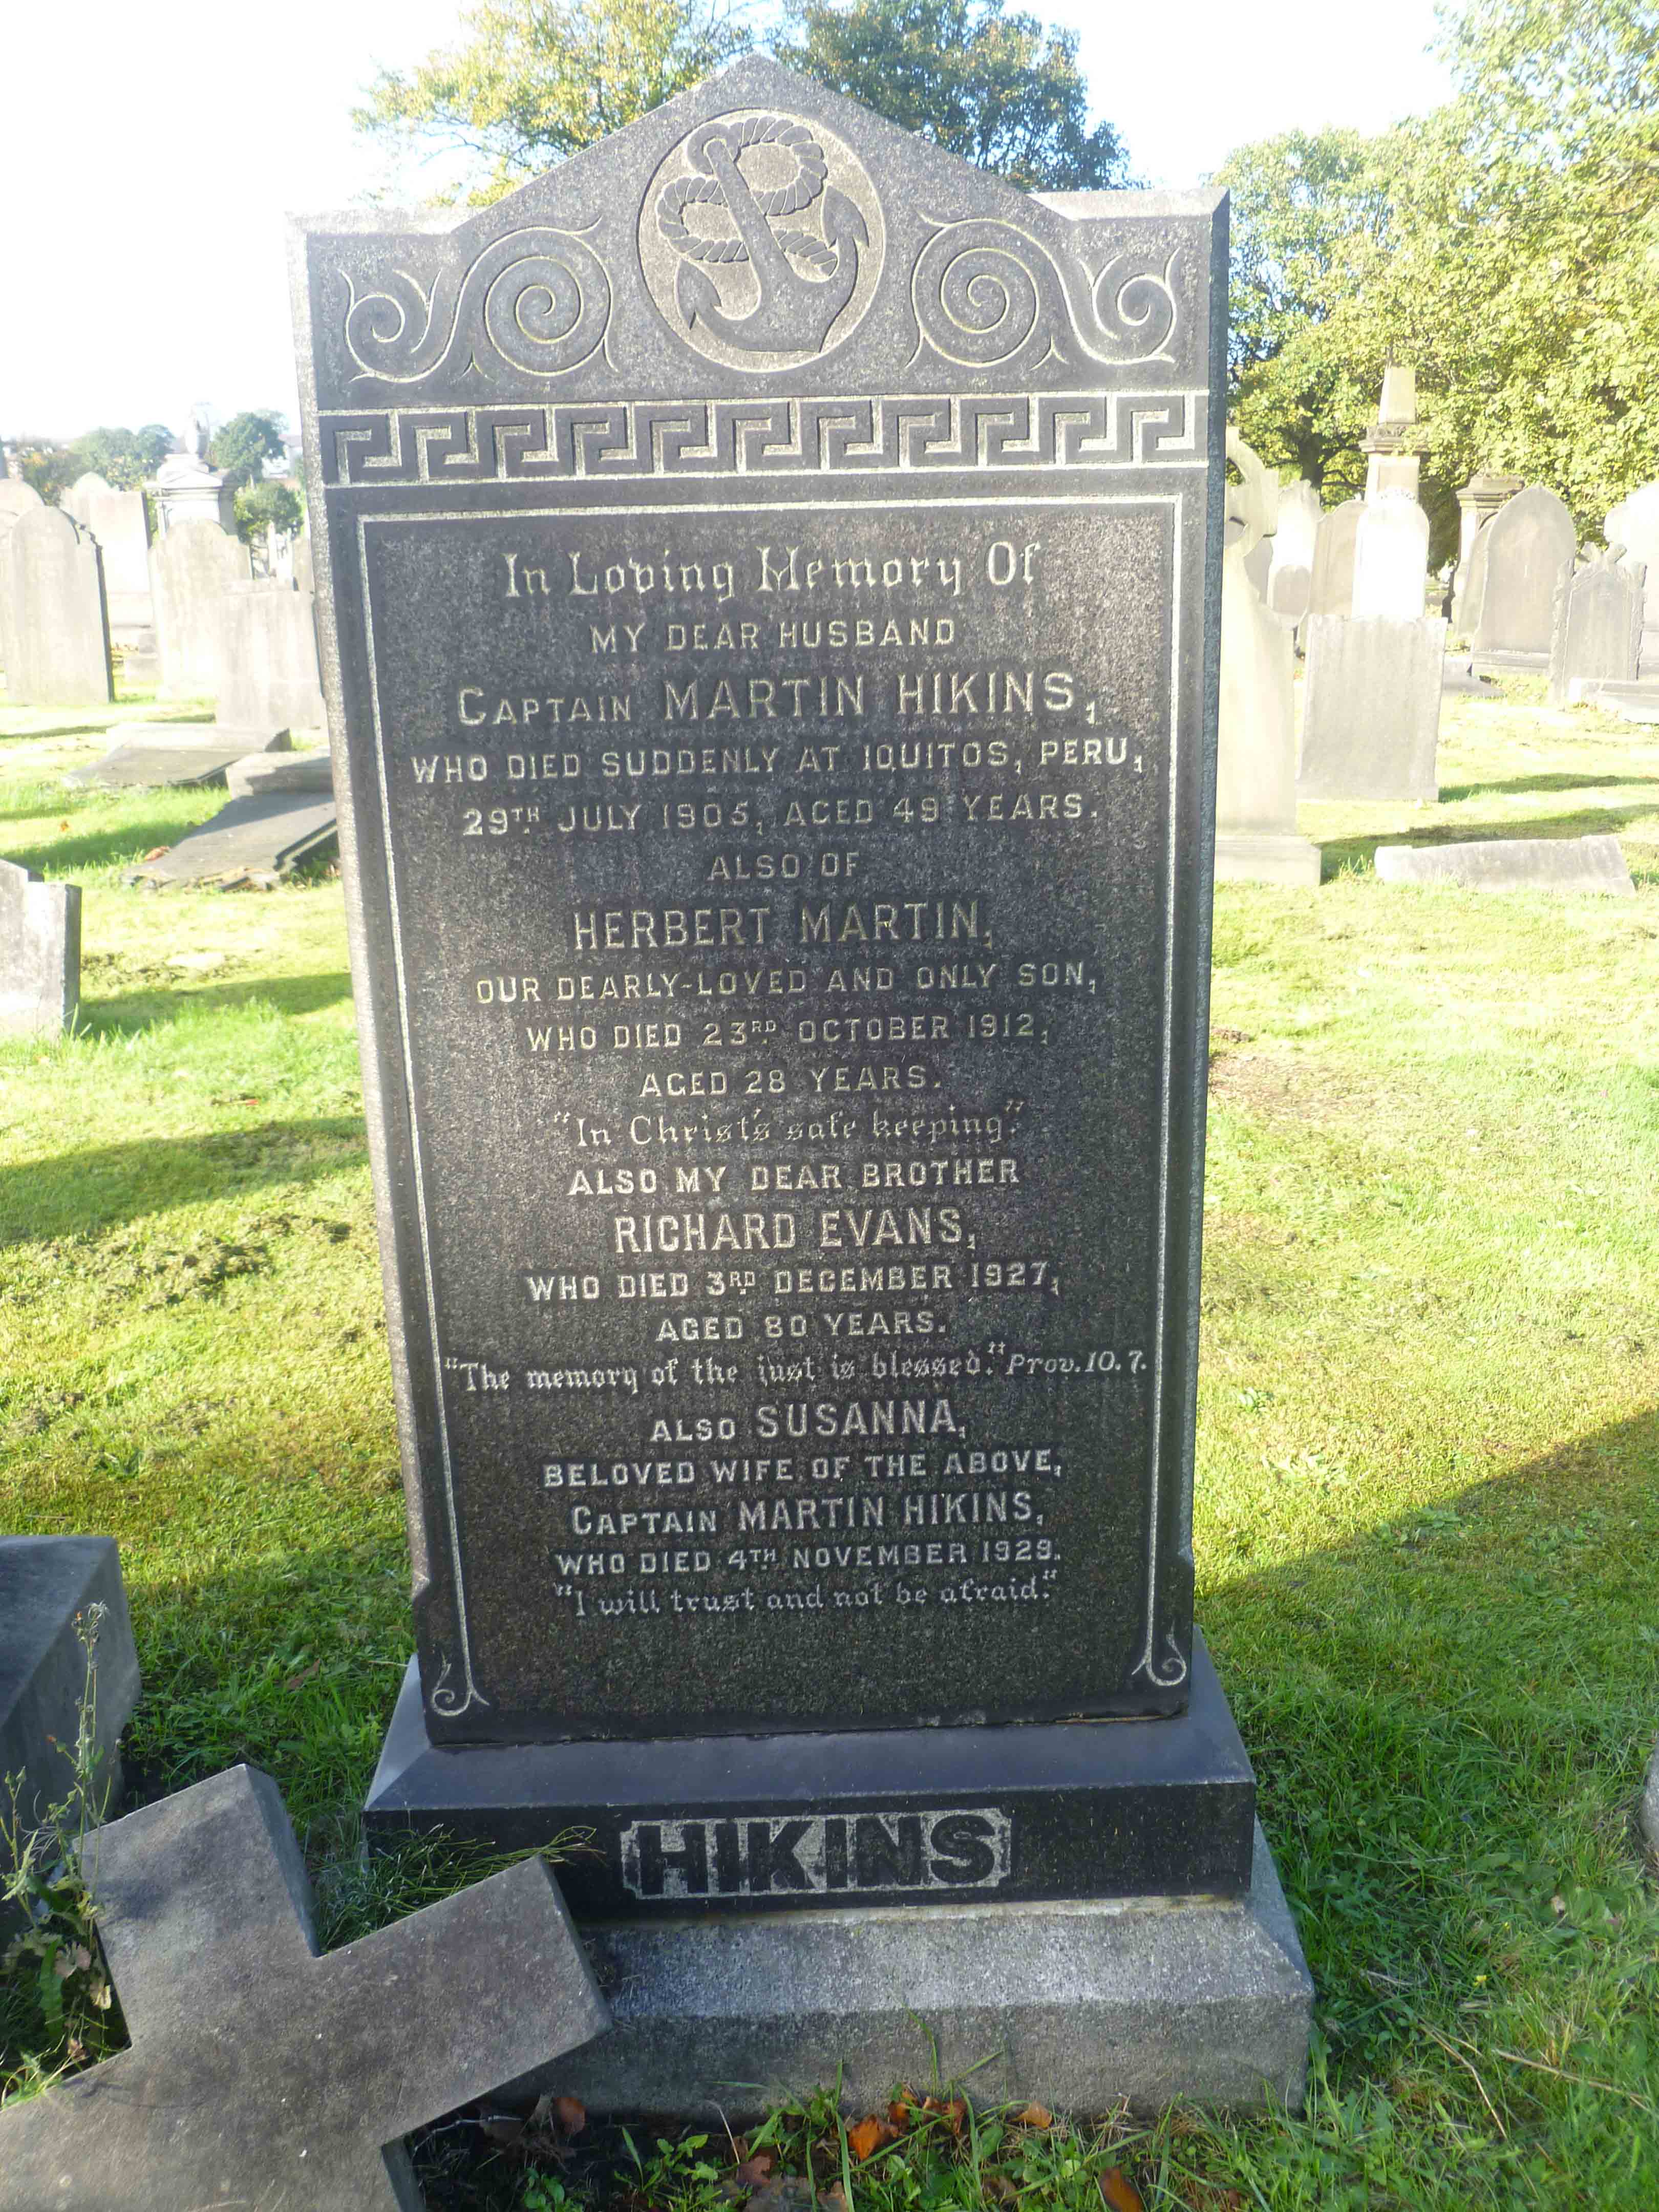 In Loving Memory Of
MY DEAR HUSBAND
CAPTAIN MARTIN HIKINS,
WHO DIED SUDDENLY AT IQUITOS, PERU,
29TH JULY 1905, AGED 49 YEARS.
ALSO OF
HERBERT MARTIN,
OUR DEARLY-LOVED AND ONLY SON,
WHO DIED 23RD OCTOBER 1912,
AGED 28 YEARS.
"In Christ's safe keeping."
ALSO MY DEAR BROTHER
RICHARD EVANS,
WHO DIED 3RD DECEMBER 1927,
AGED 80 YEARS.
"The memory of the just is blessed." Prov. 10. 7.
ALSO SUSANNA,
BELOVED WIFE OF THE ABOVE,
CAPTAIN MARTIN HIKINS,
WHO DIED 4TH NOVEMBER 1929.
"I will trust and not be afraid."
HIKINS